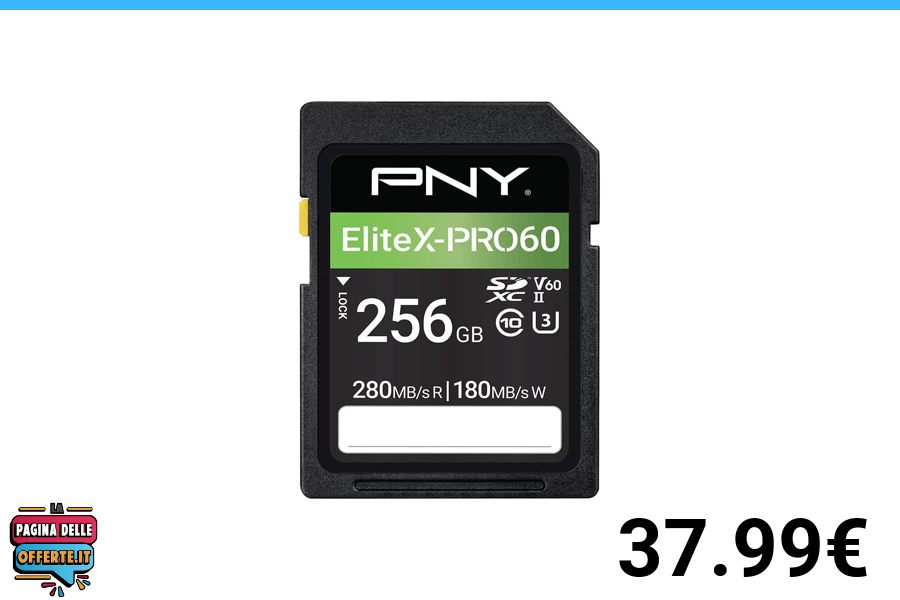 PNY®
EliteX-PRO60
LOCK
SD XC
V60
II
256GB
10
3
280MB/s R | 180MB/s W
LA
PAGINA DELLE
OFFERTE.IT
37.99€